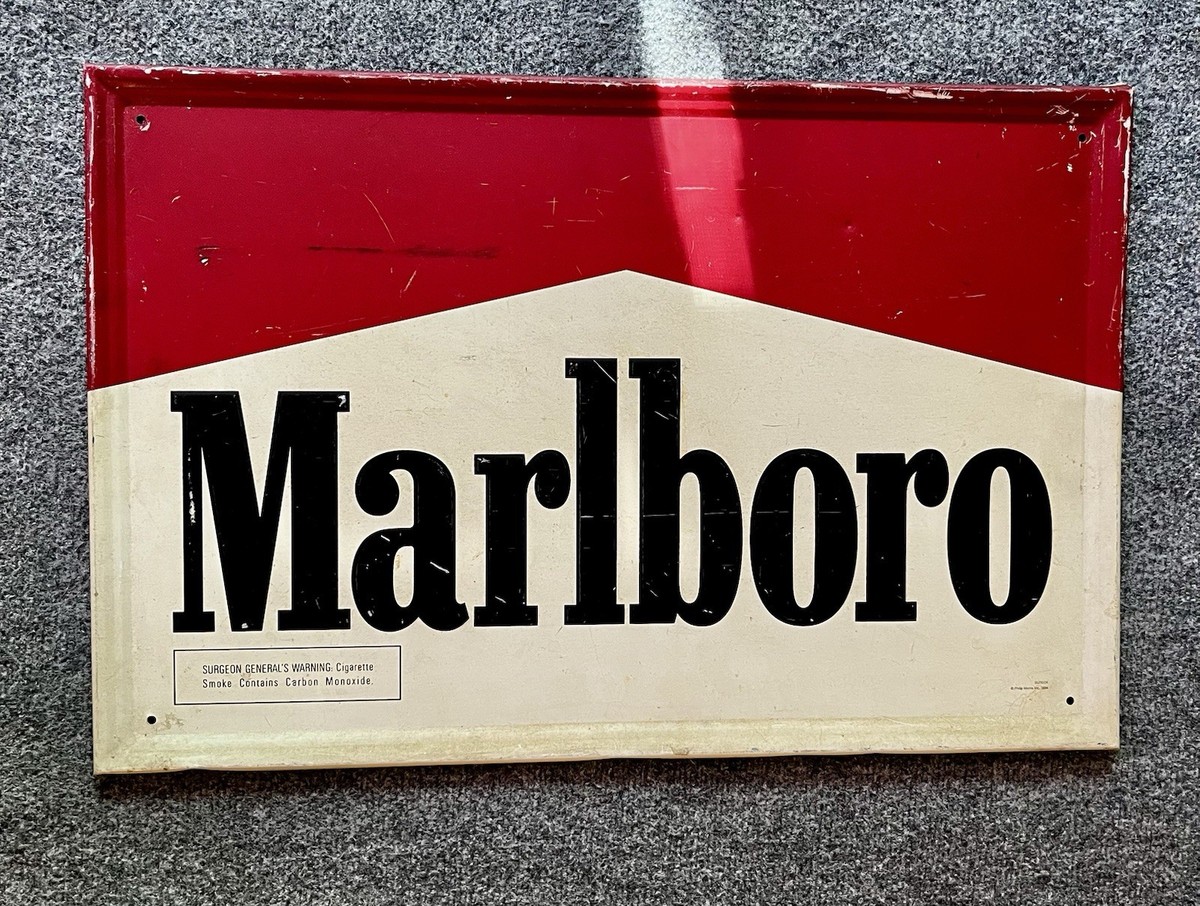 Marlboro
SURGEON GENERAL'S WARNING: Cigarette
Smoke Contains Carbon Monoxide.